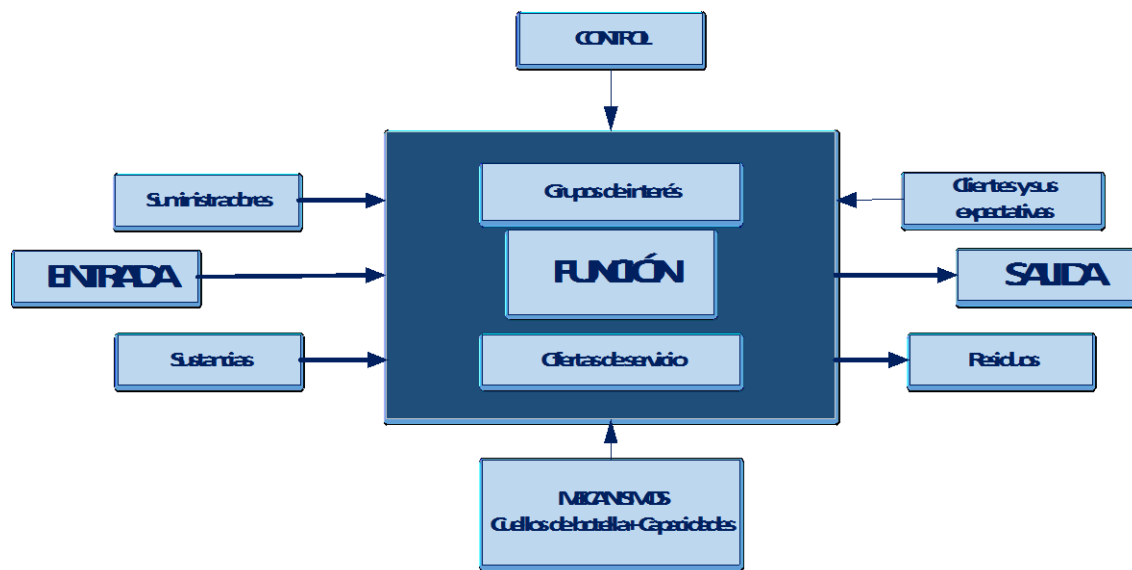 CONTROL
Suministradores
Grupos de interés
Clientes y sus
expectativas
ENTRADA
FUNCIÓN
SALIDA
Sustancias
Ofertas de servicio
Residuos
MECANISMOS
Cuellos de botella+Capacidades